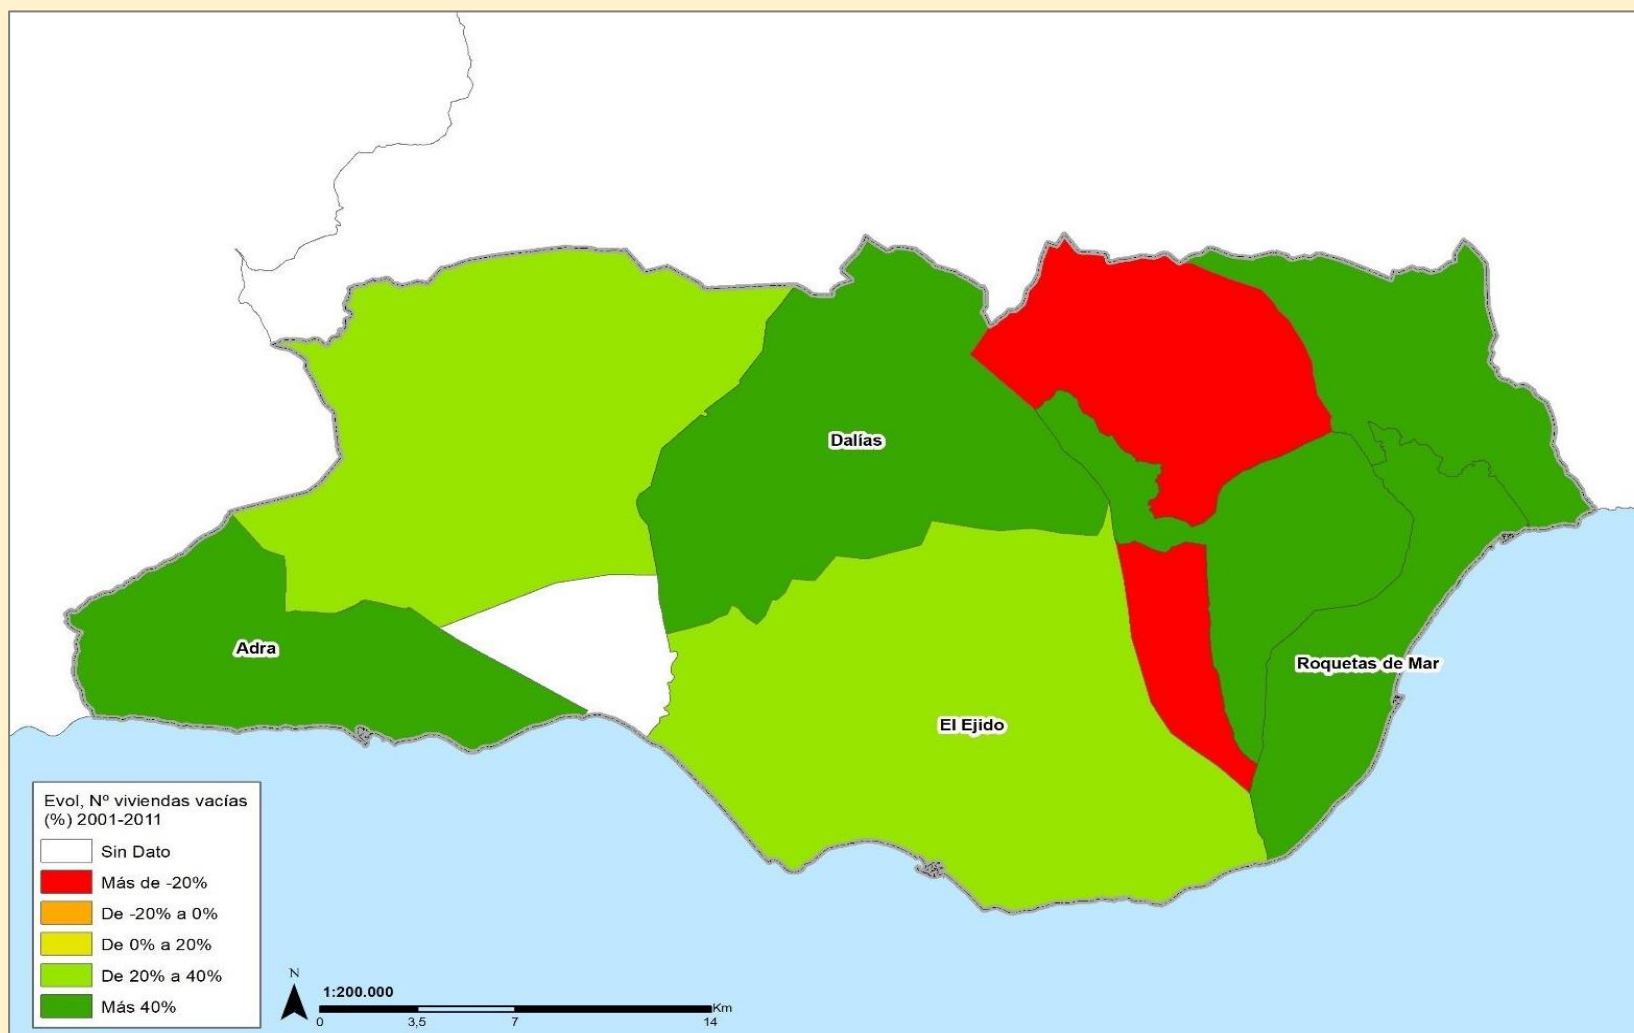 Dalías
Adra
Roquetas de Mar
El Ejido
Evol, Nº viviendas vacías
(%) 2001-2011
Sin Dato
Más de -20%
De -20% a 0%
De 0% a 20%
De 20% a 40%
Más 40%
N
1:200.000
Km
0 3,5 7 14